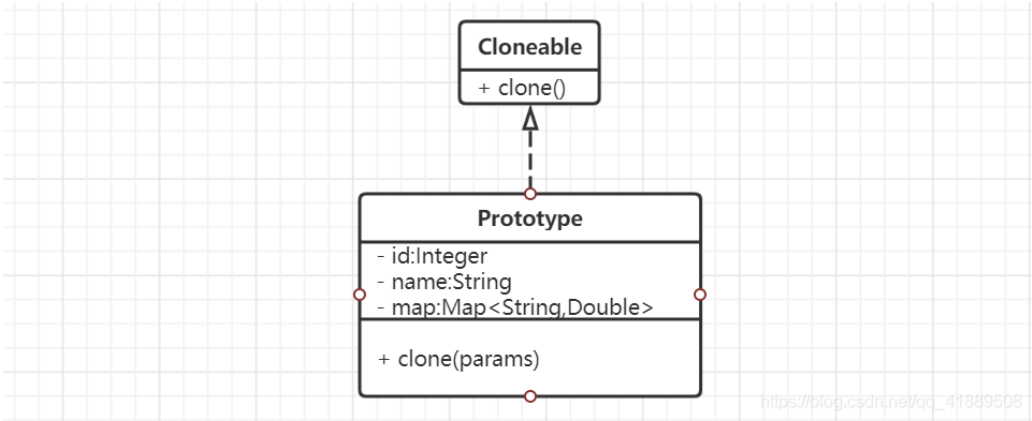 Cloneable
+ clone()
Prototype
- id:Integer
- name:String
- map:Map<String,Double>
+ clone(params)
https://blog.csdn.net/qq_41889508